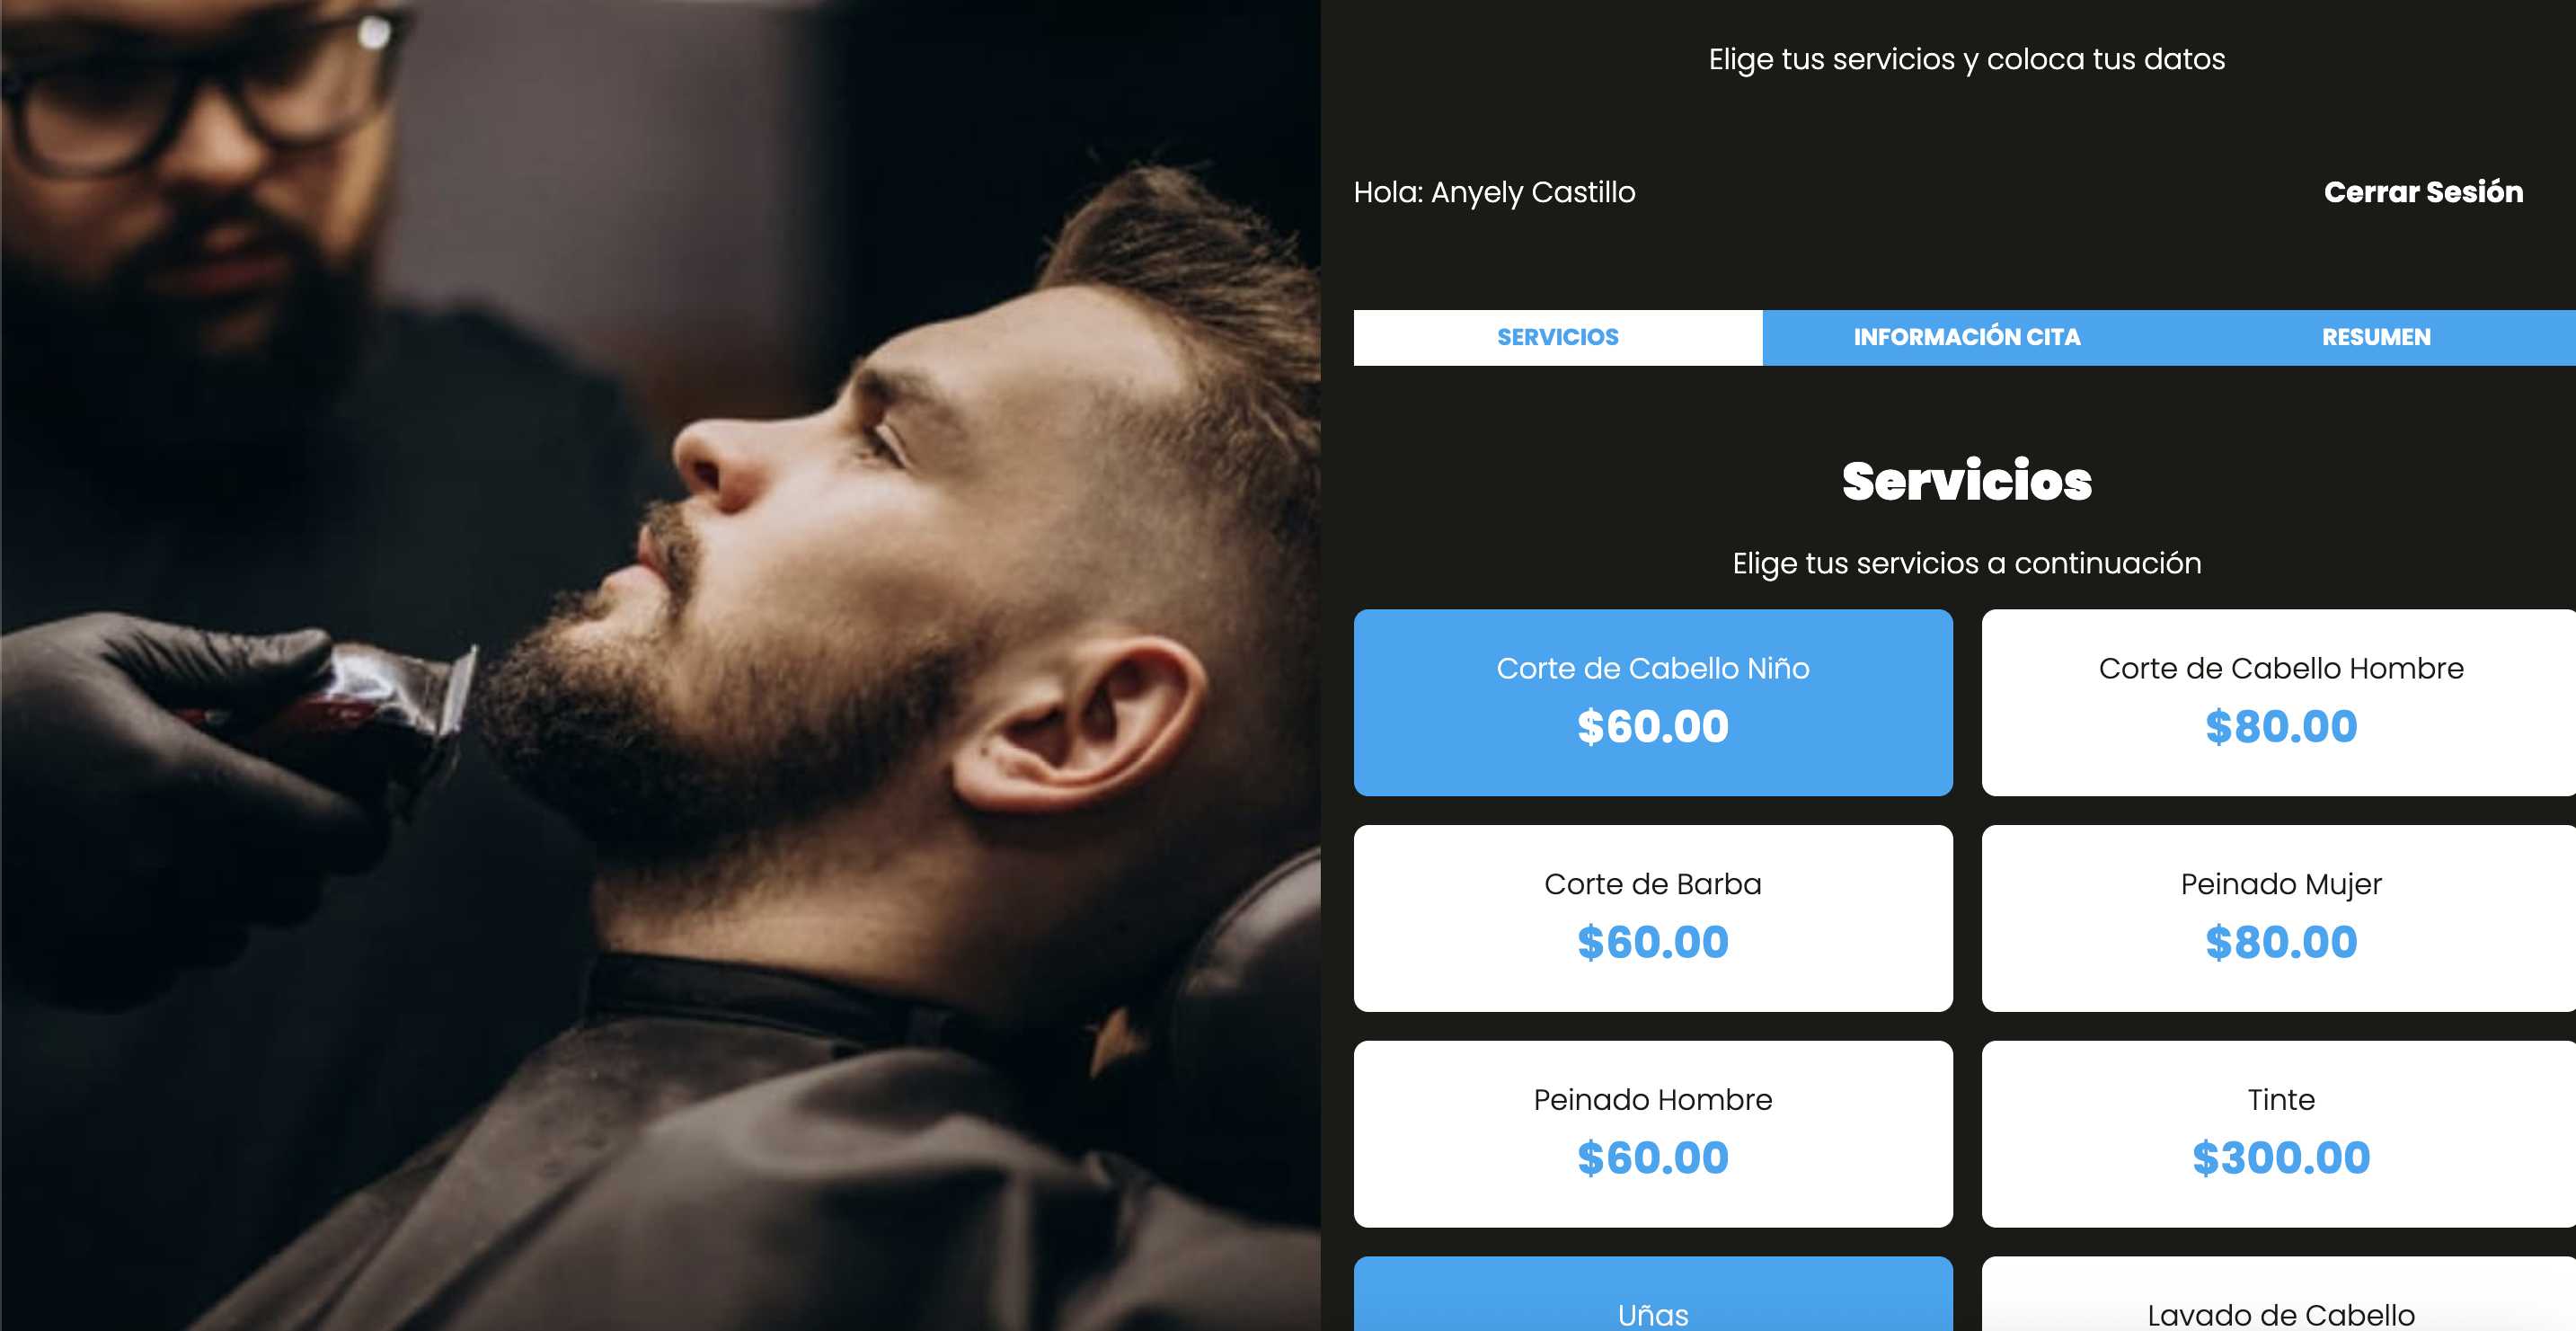 Elige tus servicios y coloca tus datos
Hola: Anyely Castillo
Cerrar Sesión
SERVICIOS
INFORMACIÓN CITA
RESUMEN
Servicios
Elige tus servicios a continuación
Corte de Cabello Niño
$60.00
Corte de Cabello Hombre
$80.00
Corte de Barba
$60.00
Peinado Mujer
$80.00
Peinado Hombre
$60.00
Tinte
$300.00
Uñas
Lavado de Cabello